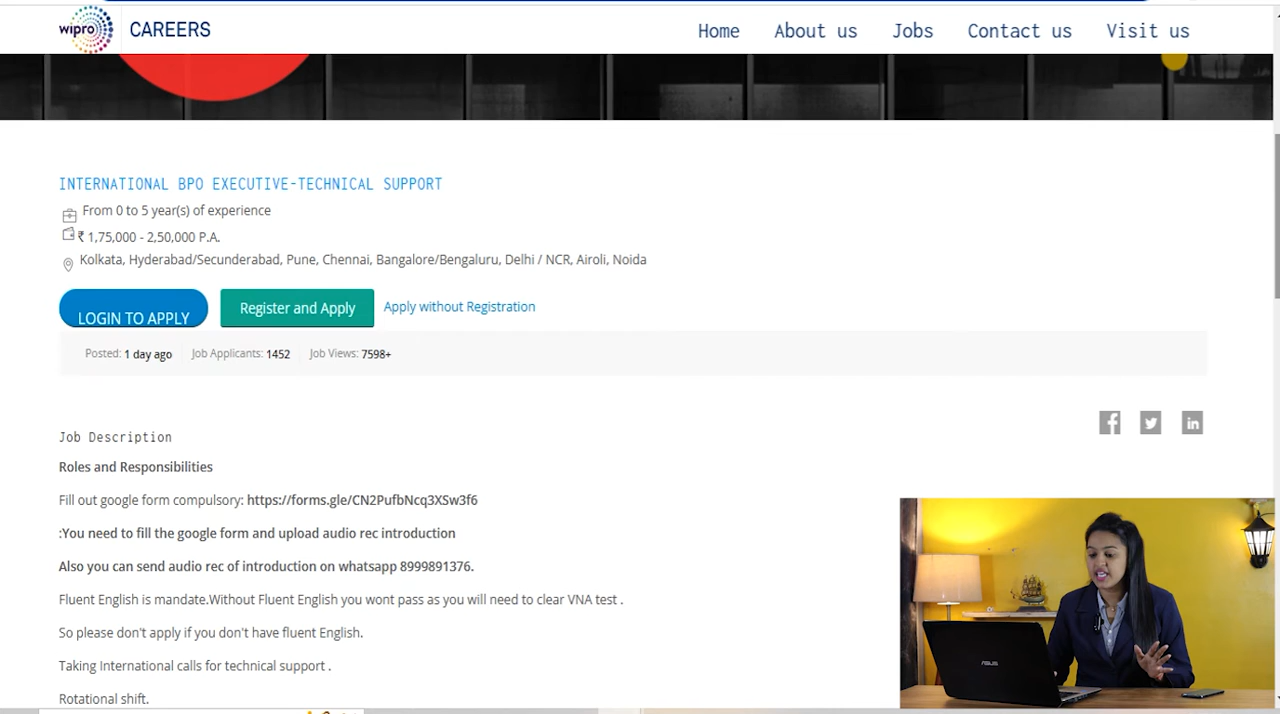 wipro CAREERS Home About us Jobs Contact us Visit us
INTERNATIONAL BPO EXECUTIVE-TECHNICAL SUPPORT
From 0 to 5 year(s) of experience
₹ 1,75,000 - 2,50,000 P.A.
Kolkata, Hyderabad/Secunderabad, Pune, Chennai, Bangalore/Bengaluru, Delhi / NCR, Airoli, Noida
LOGIN TO APPLY Register and Apply Apply without Registration
Posted: 1 day ago Job Applicants: 1452 Job Views: 7598+
Job Description
Roles and Responsibilities
Fill out google form compulsory: https://forms.gle/CN2PufbNcq3XSw3f6
:You need to fill the google form and upload audio rec introduction
Also you can send audio rec of introduction on whatsapp 8999891376.
Fluent English is mandate.Without Fluent English you wont pass as you will need to clear VNA test .
So please don't apply if you don't have fluent English.
Taking International calls for technical support .
Rotational shift.
ASUS